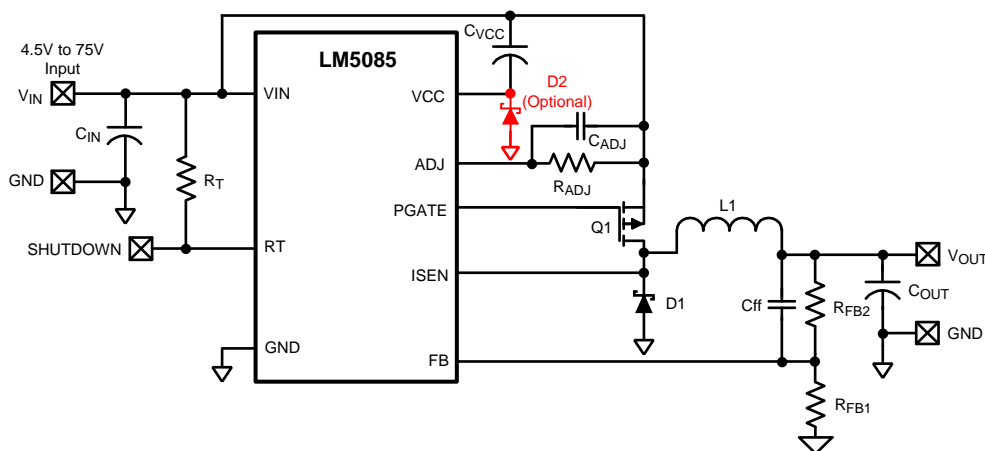 4.5V to 75V
Input
VIN
CIN
GND
RT
SHUTDOWN
LM5085
VIN
RT
GND
VCC
ADJ
PGATE
ISEN
FB
CVCC
D2
(Optional)
CADJ
RADJ
Q1
L1
D1
Cff
RFB2
RFB1
VOUT
COUT
GND